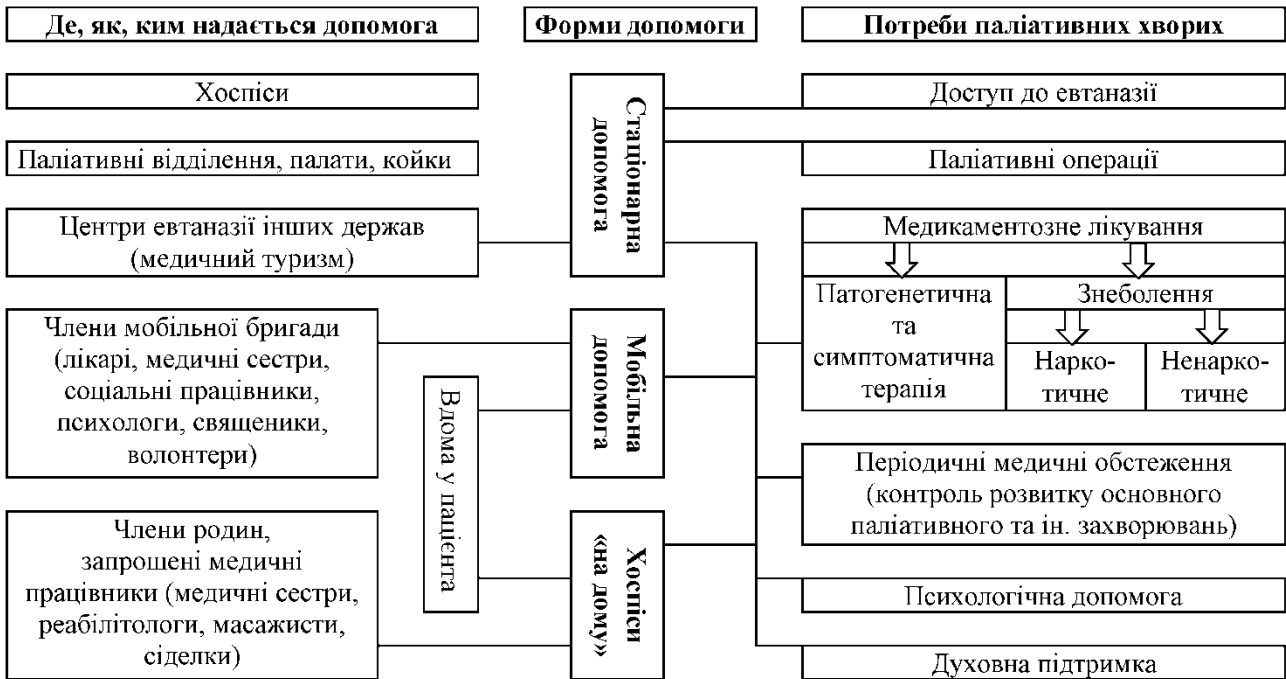 Де, як, ким надається допомога
Форми допомоги
Потреби паліативних хворих
Хоспіси
Паліативні відділення, палати, койки
Центри евтаназії інших держав
(медичний туризм)
Члени мобільної бригади
(лікарі, медичні сестри,
соціальні працівники,
психологи, священики,
волонтери)
Члени родин,
запрошені медичні
працівники (медичні сестри,
реабілітологи, масажисти,
сіделки)
Вдома у пацієнта
Стаціонарна
допомога
Мобільна
допомога
Хоспіси
«на дому»
Доступ до евтаназії
Паліативні операції
Медикаментозне лікування
Патогенетична
та
симптоматична
терапія
Знеболення
Нарко-
тичне
Ненарко-
тичне
Періодичні медичні обстеження
(контроль розвитку основного
паліативного та ін. захворювань)
Психологічна допомога
Духовна підтримка